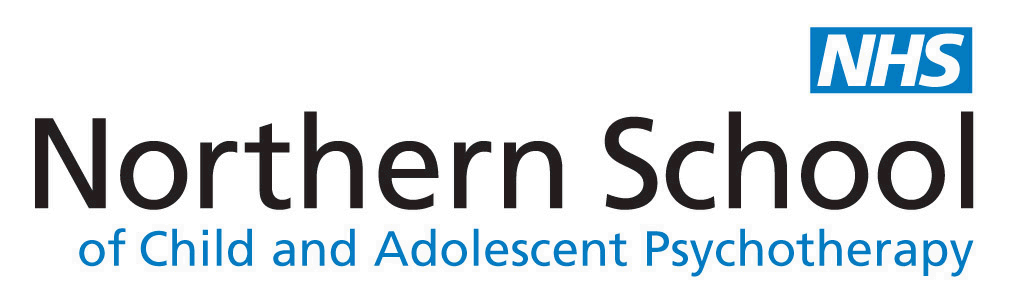 NHS
Northern School
of Child and Adolescent Psychotherapy